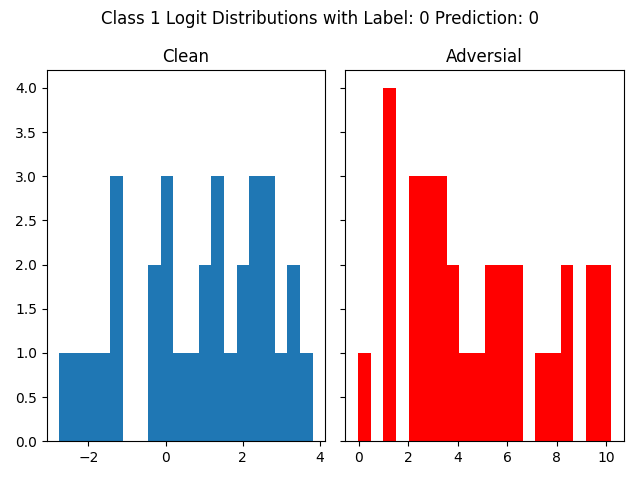 Class 1 Logit Distributions with Label: 0 Prediction: 0
Clean
Adversial
4.0
3.5
3.0
2.5
2.0
1.5
1.0
0.5
0.0
−2 0 2 4
0 2 4 6 8 10